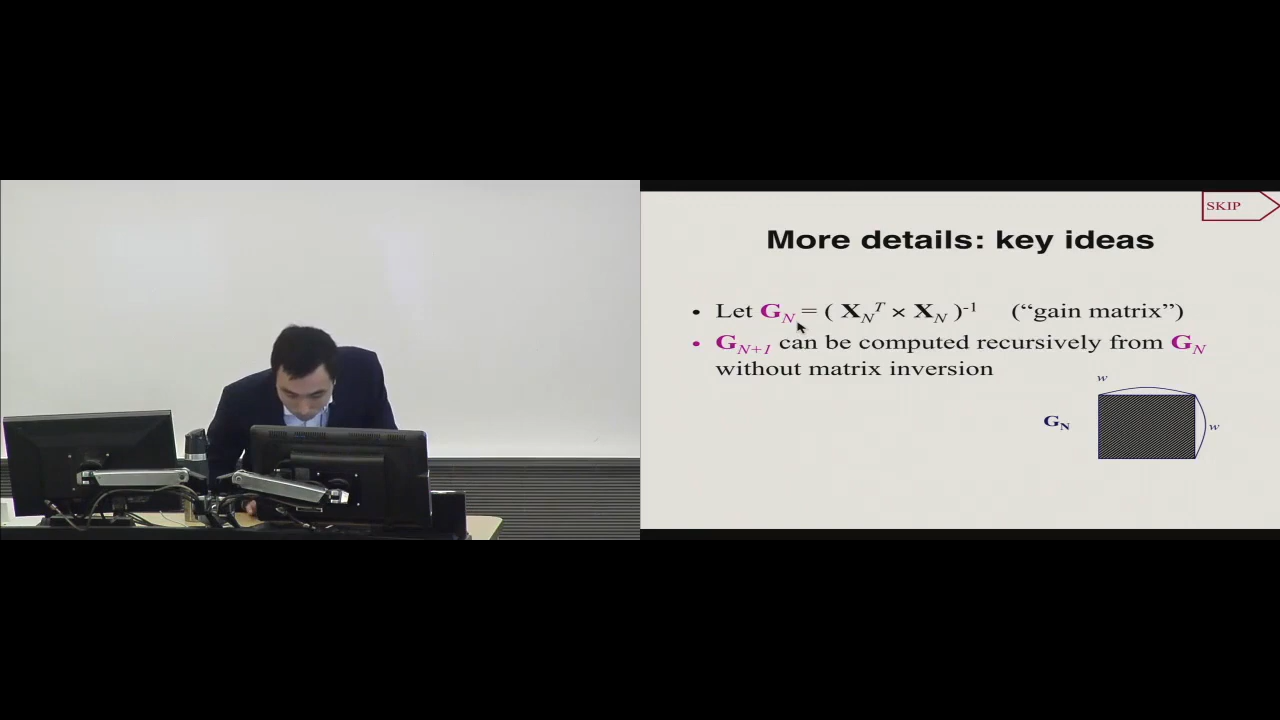 SKIP
More details: key ideas
• Let G_N = ( X_N^T × X_N )^-1 (“gain matrix”)
• G_N+1 can be computed recursively from G_N
without matrix inversion
w
G_N
w